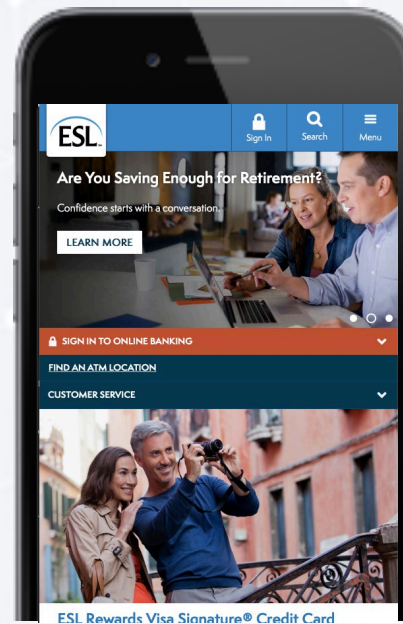 ESL
Sign In
Search
Menu
Are You Saving Enough for Retirement?
Confidence starts with a conversation.
LEARN MORE
SIGN IN TO ONLINE BANKING
FIND AN ATM LOCATION
CUSTOMER SERVICE
ESL Rewards Visa Signature® Credit Card